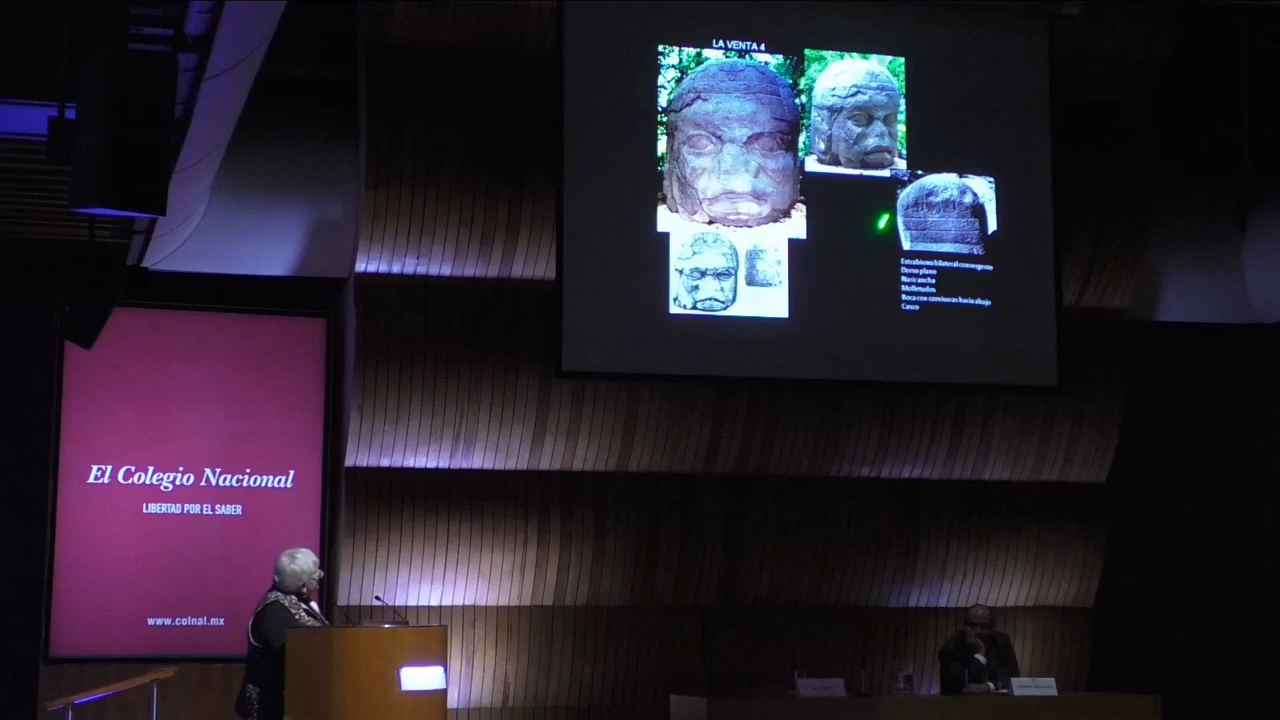 LA VENTA 4
Estrabismo bilateral convergente
Dorso plano
Nariz ancha
Mofletudos
Boca con comisuras hacia abajo
Casco
El Colegio Nacional
LIBERTAD POR EL SABER
www.colnal.mx